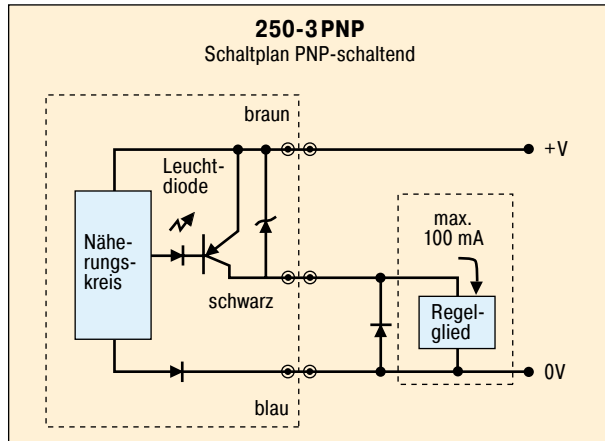 250-3 PNP
Schaltplan PNP-schaltend
braun
+V
Leucht-
diode
max.
100 mA
Nähe-
rungs-
kreis
schwarz
Regel-
glied
0V
blau